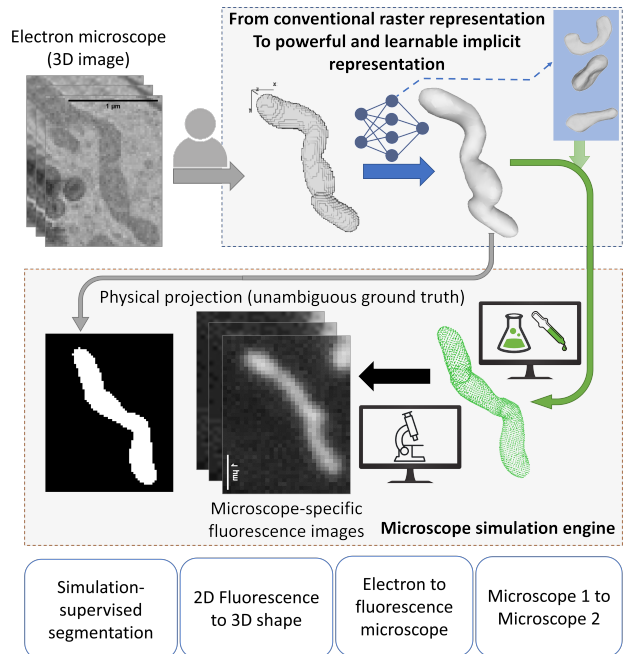 Electron microscope
(3D image)
1 μm
From conventional raster representation
To powerful and learnable implicit
representation
x
z
y
Physical projection (unambiguous ground truth)
1 μm
Microscope-specific
fluorescence images
Microscope simulation engine
Simulation-
supervised
segmentation
2D Fluorescence
to 3D shape
Electron to
fluorescence
microscope
Microscope 1 to
Microscope 2